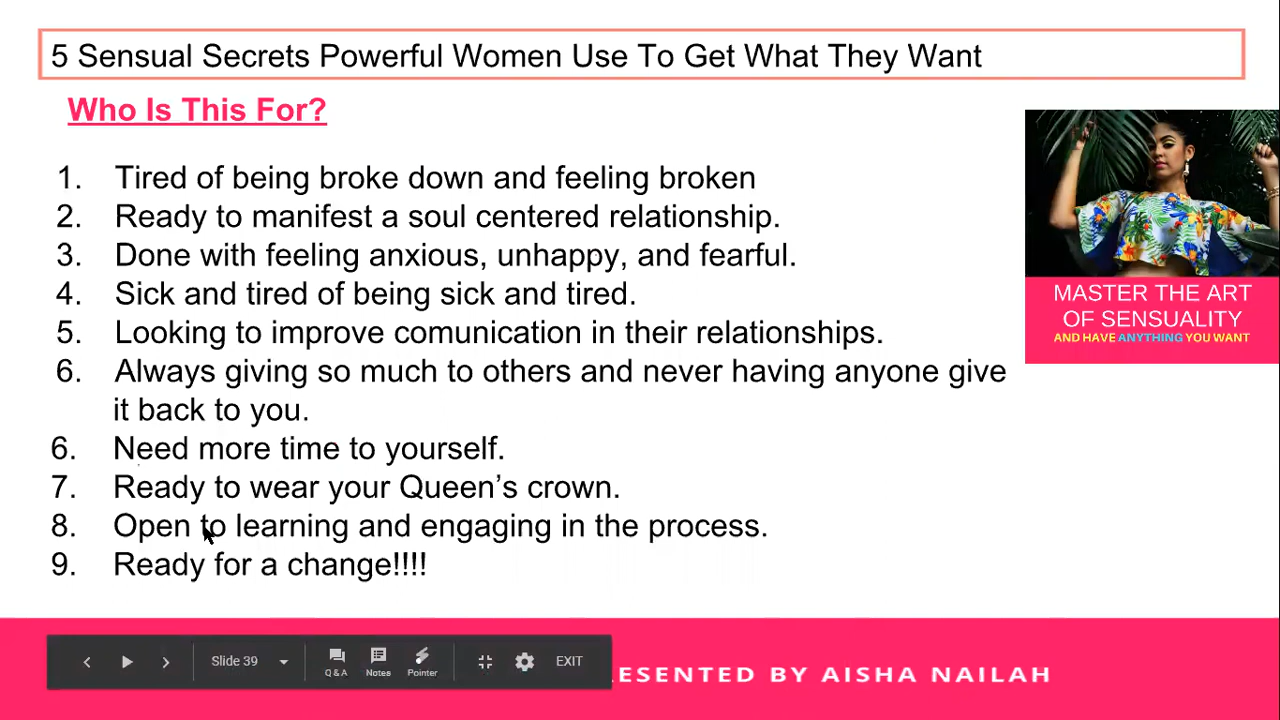 5 Sensual Secrets Powerful Women Use To Get What They Want
Who Is This For?
1. Tired of being broke down and feeling broken
2. Ready to manifest a soul centered relationship.
3. Done with feeling anxious, unhappy, and fearful.
4. Sick and tired of being sick and tired.
5. Looking to improve comunication in their relationships.
6. Always giving so much to others and never having anyone give
it back to you.
6. Need more time to yourself.
7. Ready to wear your Queen's crown.
8. Open to learning and engaging in the process.
9. Ready for a change!!!!
MASTER THE ART
OF SENSUALITY
AND HAVE ANYTHING YOU WANT
Slide 39
Q & A
Notes
Pointer
EXIT
RESENTED BY AISHA NAILAH